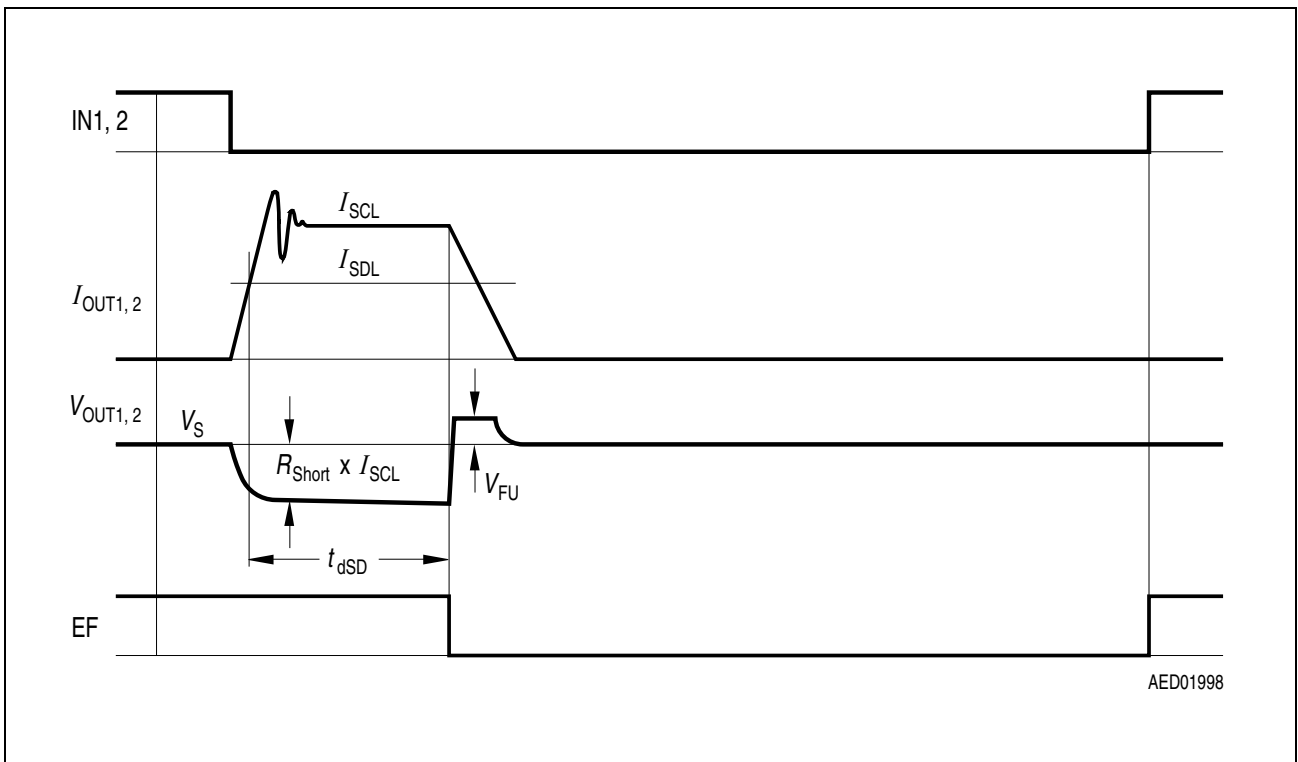 IN1, 2
I_SCL
I_SDL
I_OUT1, 2
V_OUT1, 2
V_S
R_Short x I_SCL
V_FU
t_dSD
EF
AED01998